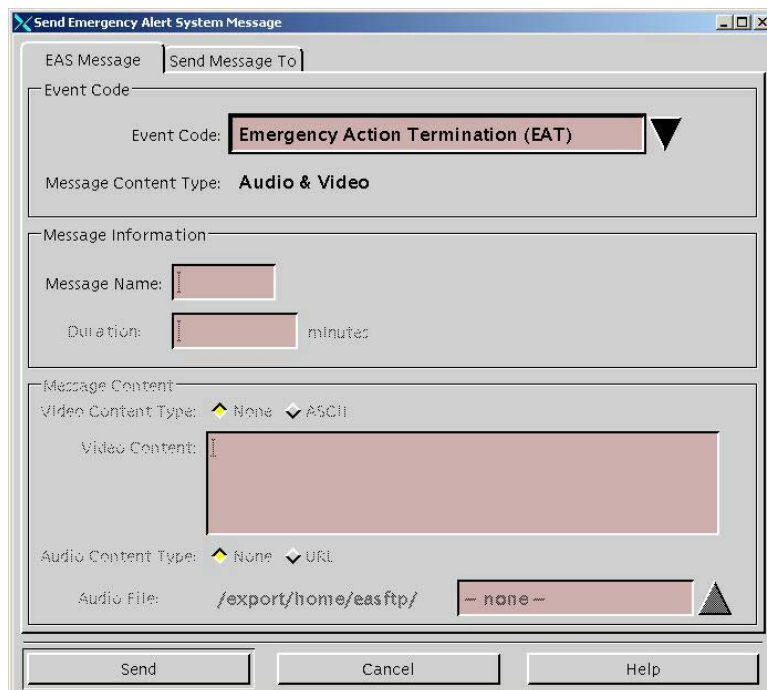 Send Emergency Alert System Message
EAS Message
Send Message To
Event Code
Event Code: Emergency Action Termination (EAT)
Message Content Type: Audio & Video
Message Information
Message Name:
Duration: minutes
Message Content
Video Content Type: None ASCII
Video Content:
Audio Content Type: None URL
Audio File: /export/home/easftp/ -- none --
Send Cancel Help